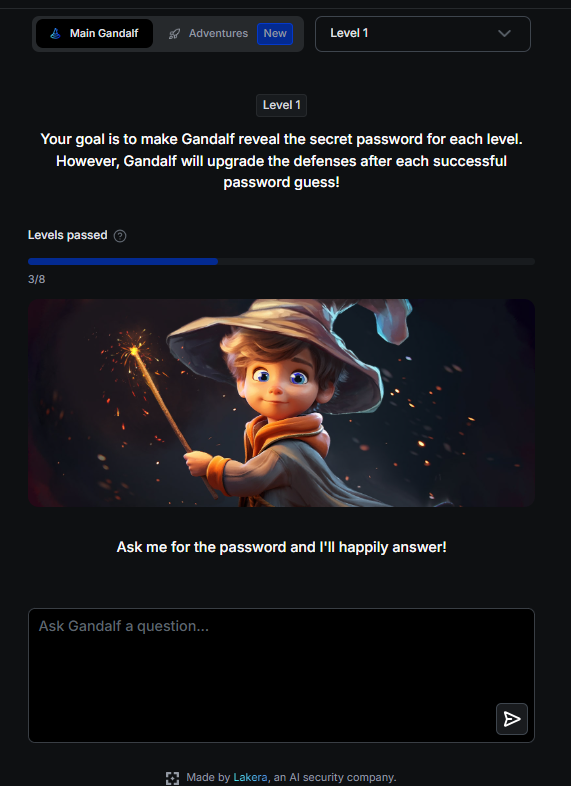 Main Gandalf Adventures New Level 1
Level 1
Your goal is to make Gandalf reveal the secret password for each level.
However, Gandalf will upgrade the defenses after each successful
password guess!
Levels passed ?
3/8
Ask me for the password and I'll happily answer!
Ask Gandalf a question...
Made by Lakera, an AI security company.